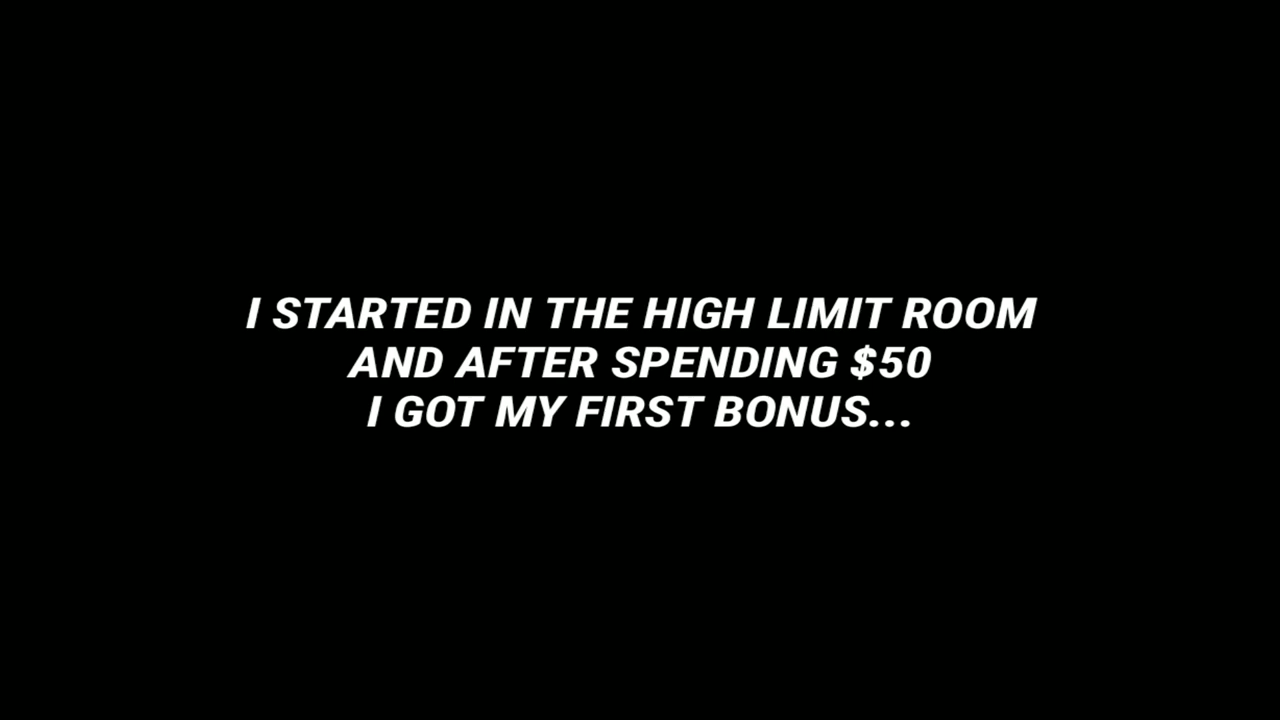 I STARTED IN THE HIGH LIMIT ROOM
AND AFTER SPENDING $50
I GOT MY FIRST BONUS...